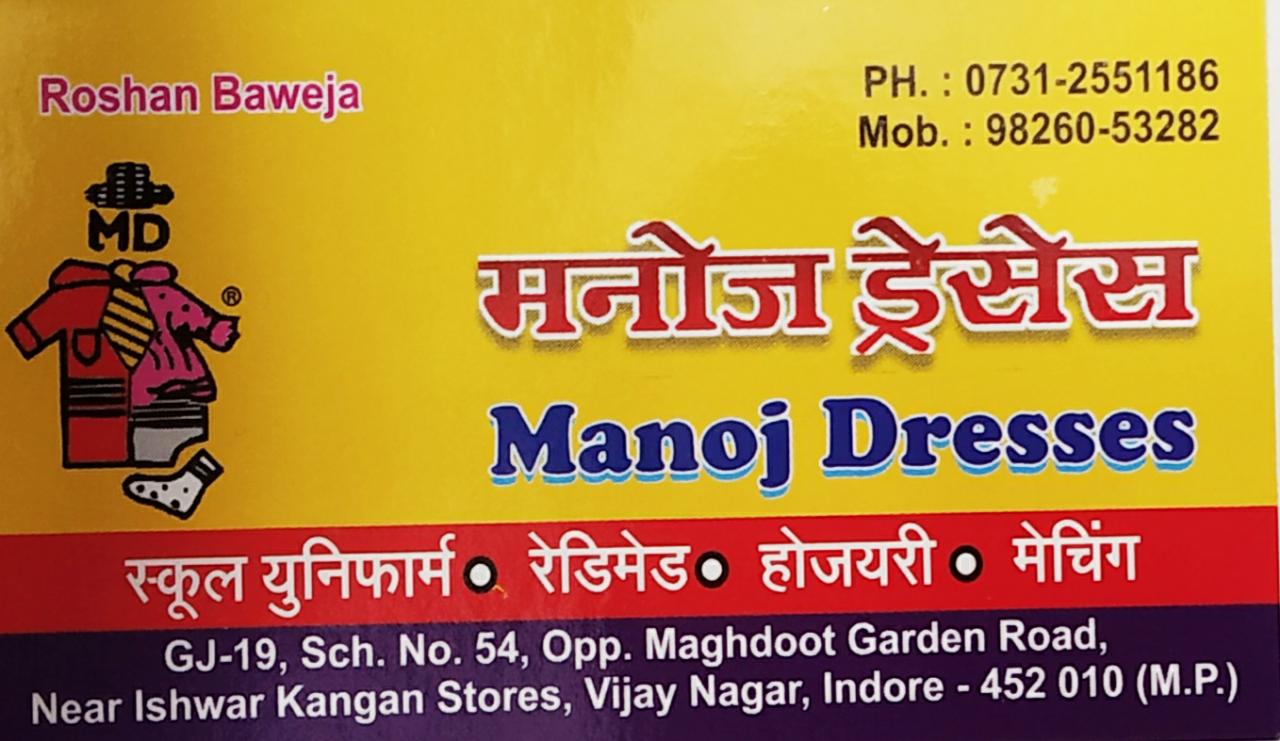 Roshan Baweja
PH. : 0731-2551186
Mob. : 98260-53282
MD
®
मनोज ड्रेसेस
Manoj Dresses
स्कूल युनिफार्म • रेडिमेड • होजयरी • मेचिंग
GJ-19, Sch. No. 54, Opp. Maghdoot Garden Road,
Near Ishwar Kangan Stores, Vijay Nagar, Indore - 452 010 (M.P.)